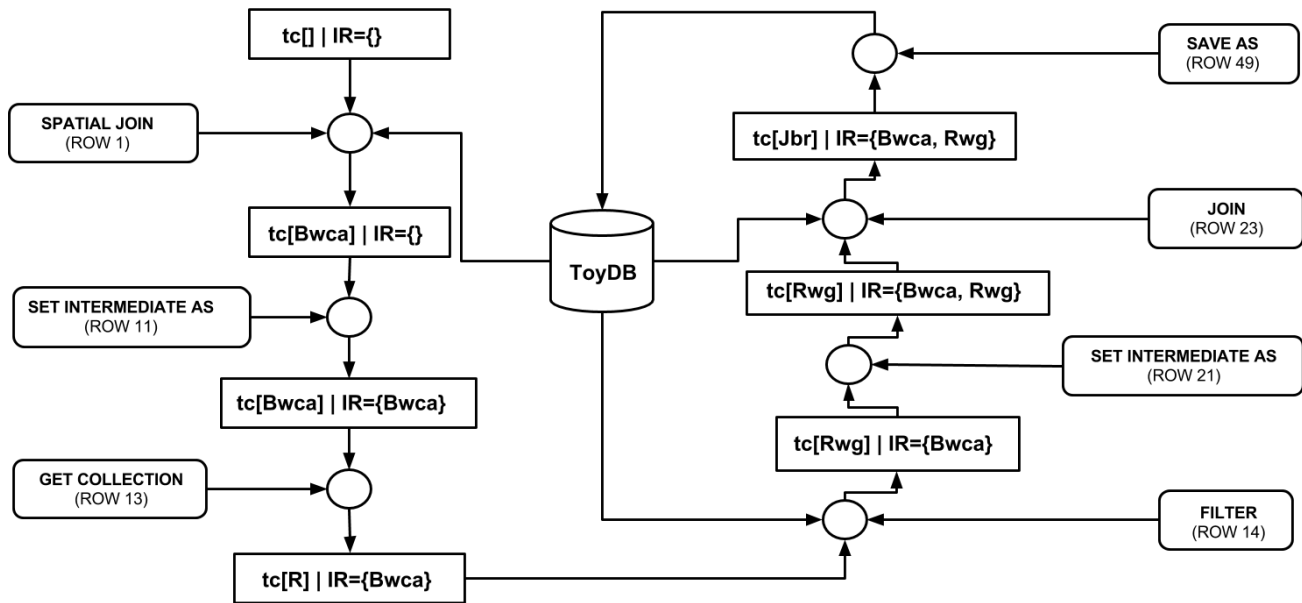 tc[] | IR={}
SPATIAL JOIN
(ROW 1)
tc[Bwca] | IR={}
SET INTERMEDIATE AS
(ROW 11)
tc[Bwca] | IR={Bwca}
GET COLLECTION
(ROW 13)
tc[R] | IR={Bwca}
ToyDB
SAVE AS
(ROW 49)
tc[Jbr] | IR={Bwca, Rwg}
JOIN
(ROW 23)
tc[Rwg] | IR={Bwca, Rwg}
SET INTERMEDIATE AS
(ROW 21)
tc[Rwg] | IR={Bwca}
FILTER
(ROW 14)